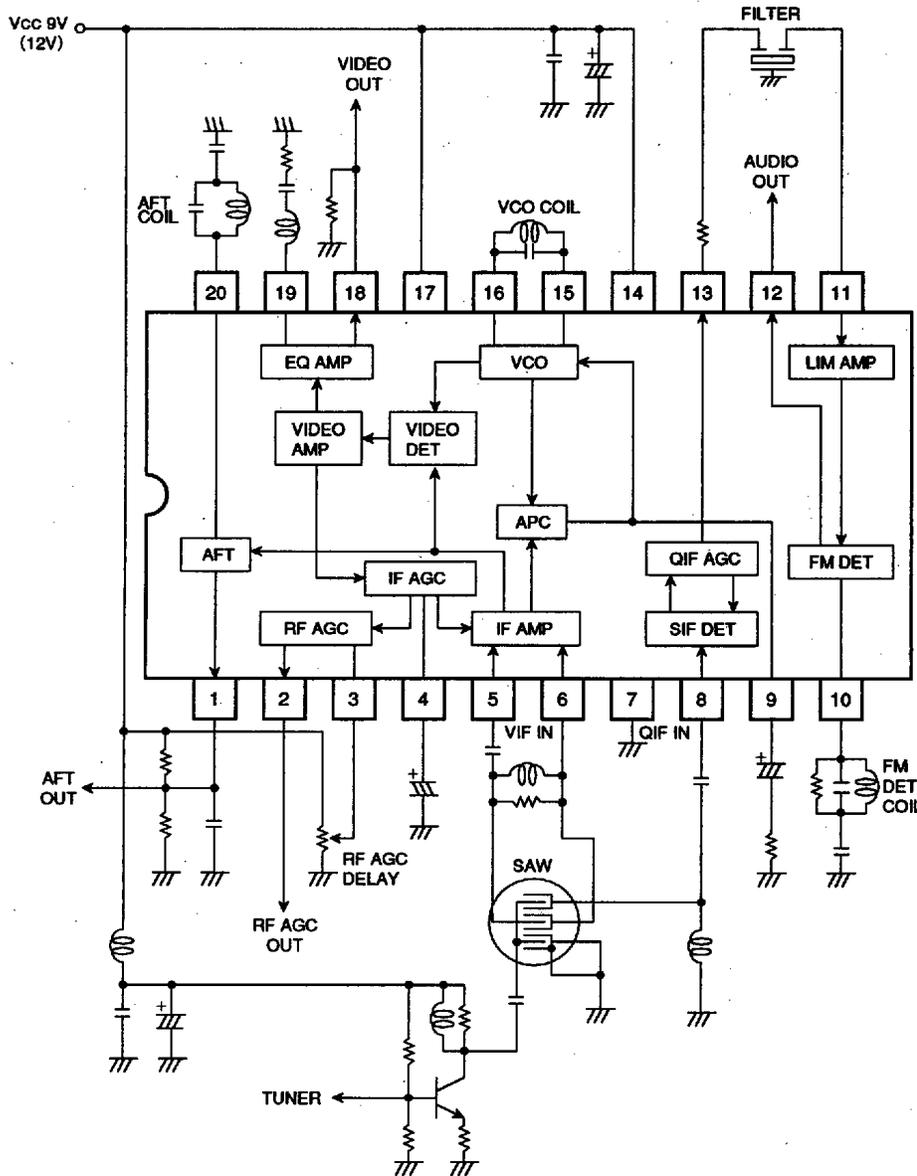 FILTER
Vcc 9V
(12V)
VIDEO
OUT
AUDIO
OUT
AFT
COIL
VCO COIL
20
19
18
17
16
15
14
13
12
11
EQ AMP
VCO
LIM AMP
VIDEO
AMP
VIDEO
DET
APC
AFT
QIF AGC
FM DET
IF AGC
RF AGC
IF AMP
SIF DET
1
2
3
4
5
6
7
8
9
10
VIF IN
QIF IN
AFT
OUT
FM
DET
COIL
+
+
+
+
RF AGC
DELAY
SAW
RF AGC
OUT
TUNER